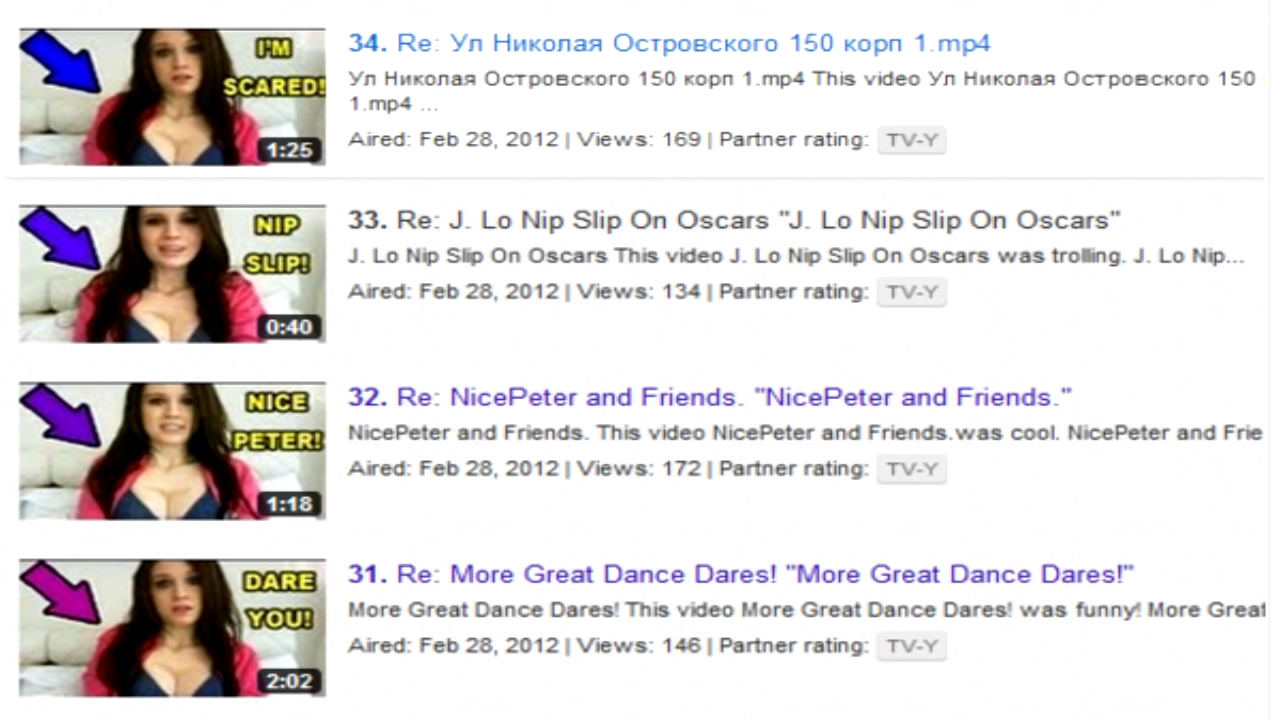 I'M
SCARED!
1:25
34. Re: Ул Николая Островского 150 корп 1.mp4
Ул Николая Островского 150 корп 1.mp4 This video Ул Николая Островского 150
1.mp4 ...
Aired: Feb 28, 2012 | Views: 169 | Partner rating: TV-Y
NIP
SLIP!
0:40
33. Re: J. Lo Nip Slip On Oscars "J. Lo Nip Slip On Oscars"
J. Lo Nip Slip On Oscars This video J. Lo Nip Slip On Oscars was trolling. J. Lo Nip...
Aired: Feb 28, 2012 | Views: 134 | Partner rating: TV-Y
NICE
PETER!
1:18
32. Re: NicePeter and Friends. "NicePeter and Friends."
NicePeter and Friends. This video NicePeter and Friends.was cool. NicePeter and Frie
Aired: Feb 28, 2012 | Views: 172 | Partner rating: TV-Y
DARE
YOU!
2:02
31. Re: More Great Dance Dares! "More Great Dance Dares!"
More Great Dance Dares! This video More Great Dance Dares! was funny! More Great
Aired: Feb 28, 2012 | Views: 146 | Partner rating: TV-Y